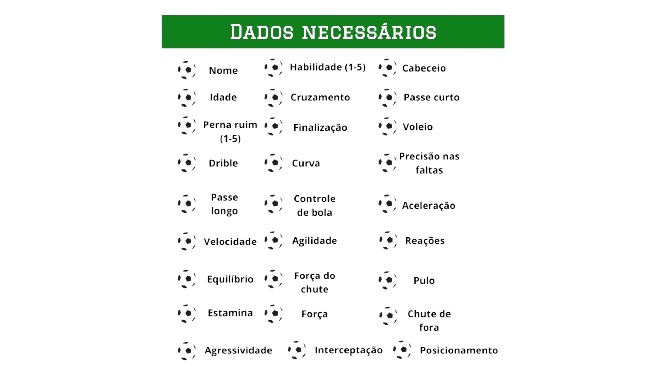 DADOS NECESSÁRIOS
Nome
Habilidade (1-5)
Cabeceio
Idade
Cruzamento
Passe curto
Perna ruim
(1-5)
Finalização
Voleio
Drible
Curva
Precisão nas
faltas
Passe
longo
Controle
de bola
Aceleração
Velocidade
Agilidade
Reações
Equilíbrio
Força do
chute
Pulo
Estamina
Força
Chute de
fora
Agressividade
Interceptação
Posicionamento